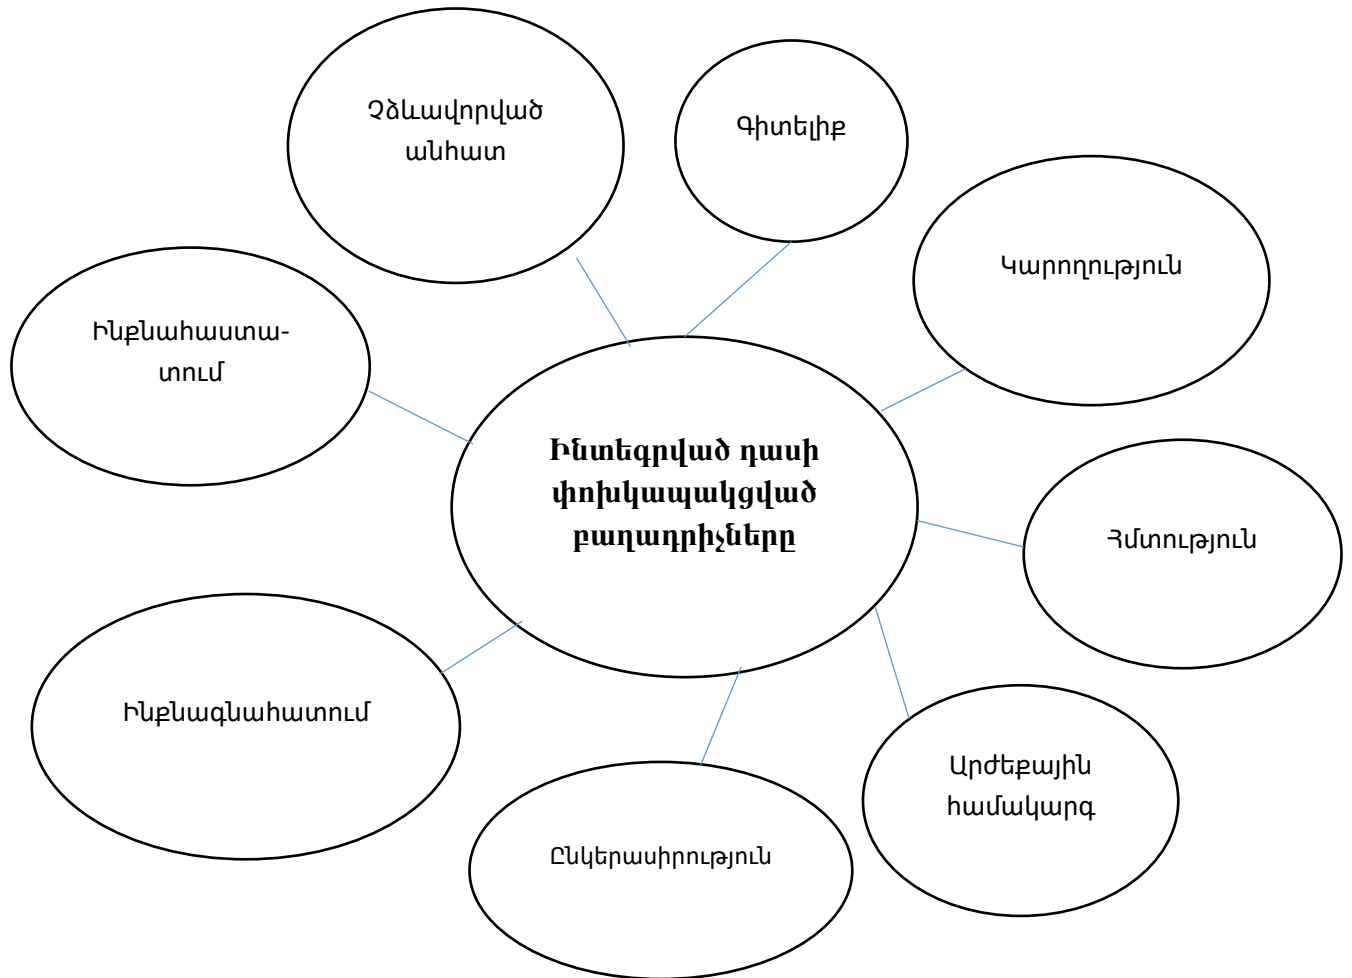 Չձևավորված
անհատ
Գիտելիք
Կարողություն
Ինքնահաստա-
տում
Ինտեգրված դասի
փոխկապակցված
բաղադրիչները
Հմտություն
Ինքնագնահատում
Արժեքային
համակարգ
Ընկերասիրություն